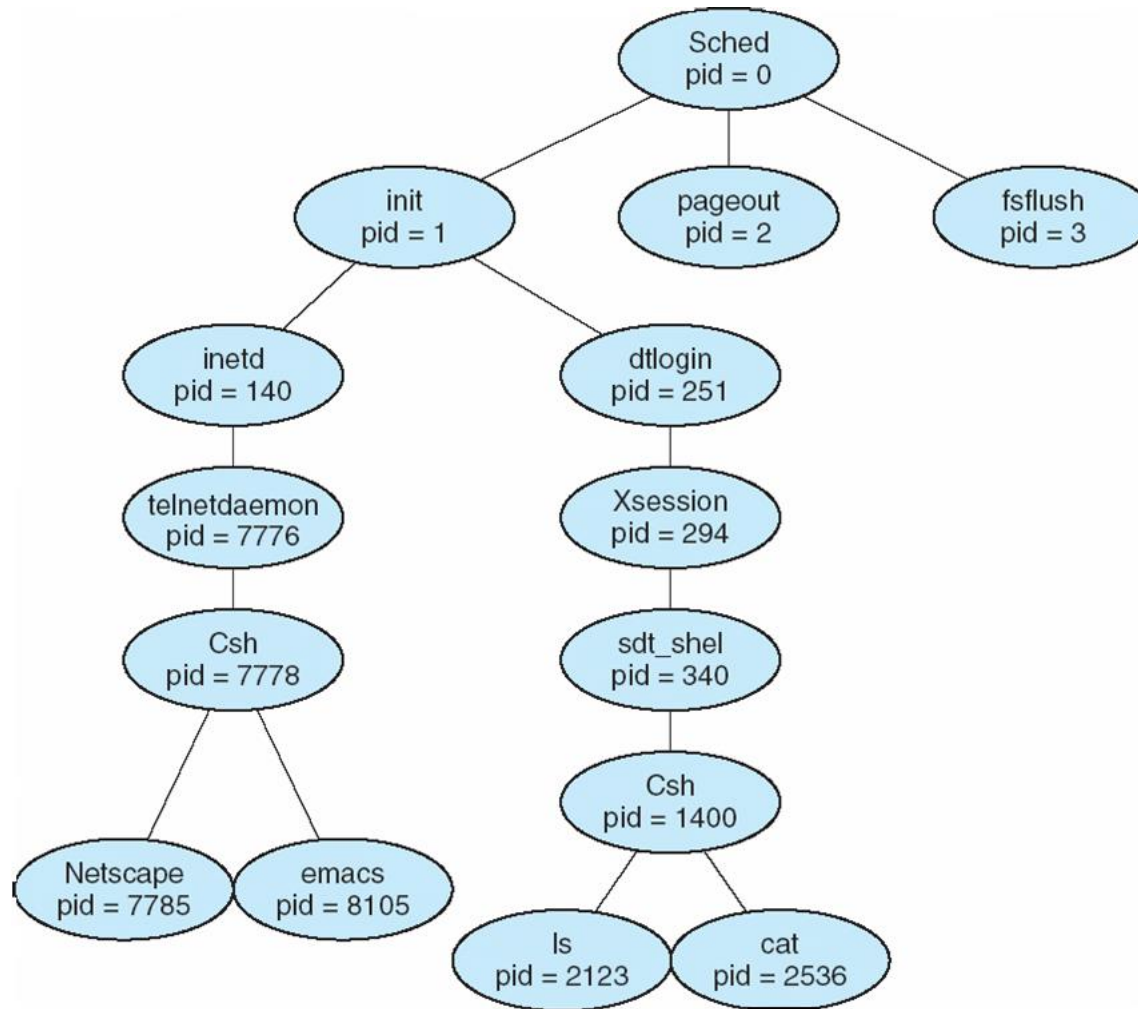 Sched
pid = 0
init
pid = 1
pageout
pid = 2
fsflush
pid = 3
inetd
pid = 140
dtlogin
pid = 251
telnetdaemon
pid = 7776
Xsession
pid = 294
Csh
pid = 7778
sdt_shel
pid = 340
Csh
pid = 1400
Netscape
pid = 7785
emacs
pid = 8105
ls
pid = 2123
cat
pid = 2536